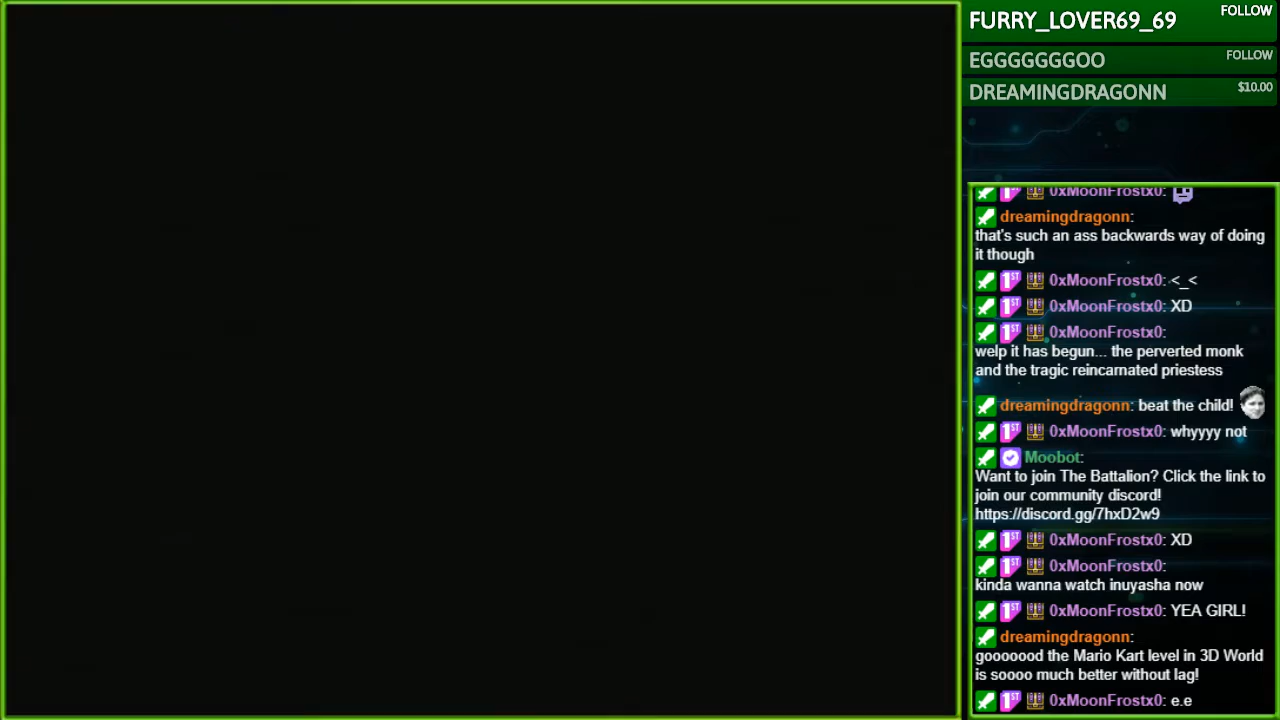 FURRY_LOVER69_69 FOLLOW
EGGGGGGGOO FOLLOW
DREAMINGDRAGONN $10.00
0xMoonFrostx0:
dreamingdragonn:
that's such an ass backwards way of doing
it though
0xMoonFrostx0: <_<
0xMoonFrostx0: XD
0xMoonFrostx0:
welp it has begun... the perverted monk
and the tragic reincarnated priestess
dreamingdragonn: beat the child!
0xMoonFrostx0: whyyyy not
Moobot:
Want to join The Battalion? Click the link to
join our community discord!
https://discord.gg/7hxD2w9
0xMoonFrostx0: XD
0xMoonFrostx0:
kinda wanna watch inuyasha now
0xMoonFrostx0: YEA GIRL!
dreamingdragonn:
gooooood the Mario Kart level in 3D World
is soooo much better without lag!
0xMoonFrostx0: e.e